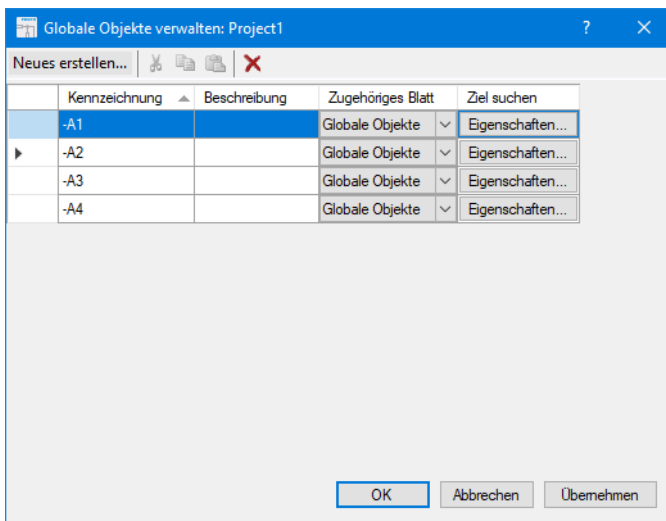 Globale Objekte verwalten: Project1
Neues erstellen...
Kennzeichnung Beschreibung Zugehöriges Blatt Ziel suchen
-A1 Globale Objekte Eigenschaften...
-A2 Globale Objekte Eigenschaften...
-A3 Globale Objekte Eigenschaften...
-A4 Globale Objekte Eigenschaften...
OK Abbrechen Übernehmen